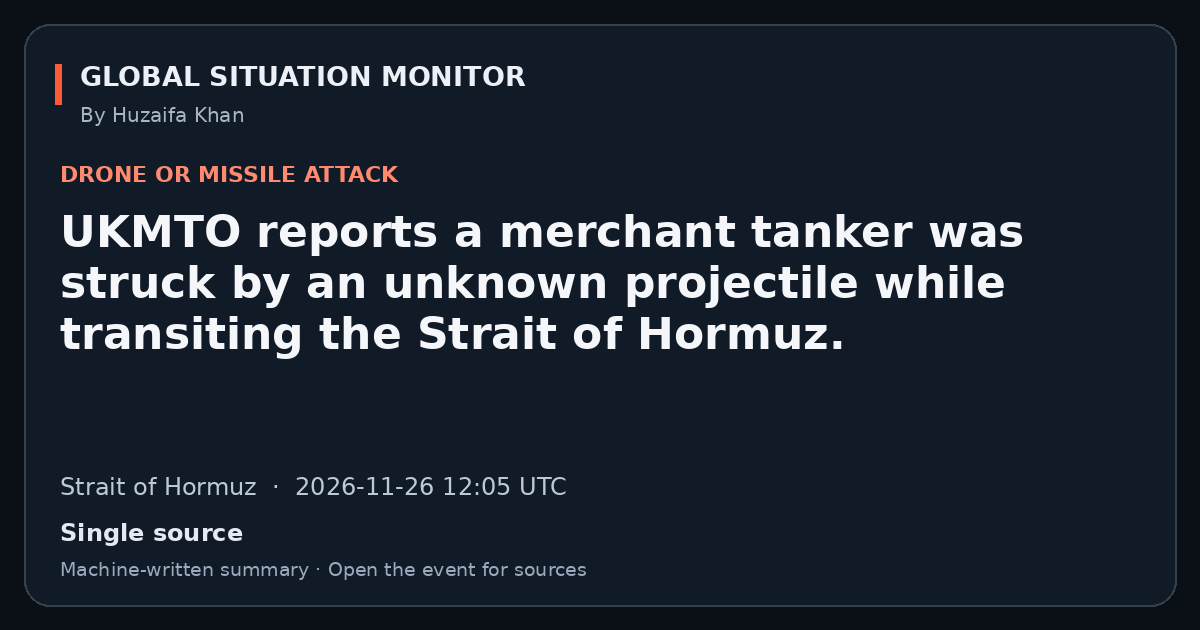 GLOBAL SITUATION MONITOR
By Huzaifa Khan
DRONE OR MISSILE ATTACK
UKMTO reports a merchant tanker was
struck by an unknown projectile while
transiting the Strait of Hormuz.
Strait of Hormuz · 2026-11-26 12:05 UTC
Single source
Machine-written summary · Open the event for sources